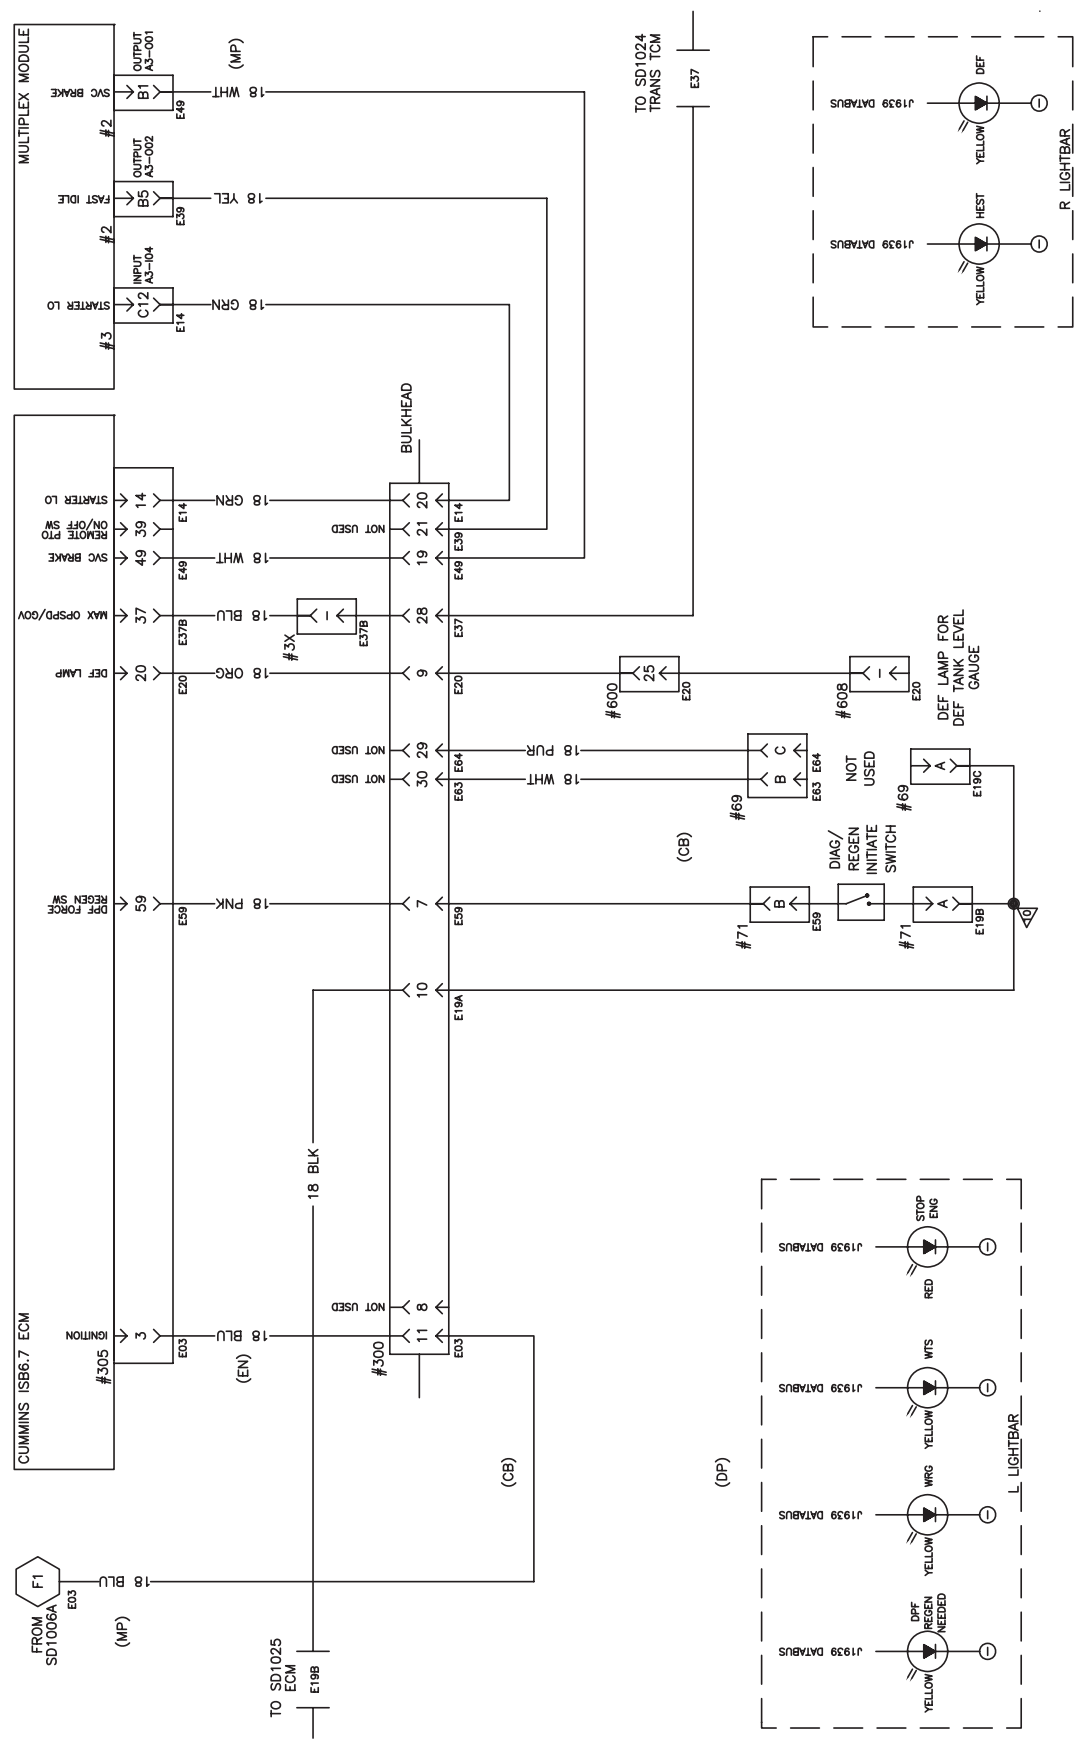 MULTIPLEX MODULE
SVC BRAKE
B1
OUTPUT
A3-001
E49
#2
18 WHT
(MP)
FAST IDLE
B5
OUTPUT
A3-002
E39
#2
18 YEL
STARTER LO
C12
INPUT
A3-I04
E14
#3
18 GRN
TO SD1024
TRANS TCM
E37
J1939 DATABUS
DEF
YELLOW
J1939 DATABUS
HEST
YELLOW
R LIGHTBAR
CUMMINS ISB6.7 ECM
#305
STARTER LO
14
E14
18 GRN
REMOTE PTO
ON/OFF SW
39
SVC BRAKE
49
E49
18 WHT
MAX OPSPD/GOV
37
E37B
18 BLU
#3X
E37B
DEF LAMP
20
E20
18 ORG
DPF FORCE
REGEN SW
59
E59
18 PNK
IGNITION
3
E03
18 BLU
(EN)
BULKHEAD
20
E14
NOT USED
21
E39
19
E49
28
E37
9
E20
NOT USED
29
E64
18 PUR
NOT USED
30
E63
18 WHT
7
E59
10
E19A
18 BLK
NOT USED
8
11
E03
#300
#600
25
E20
#608
E20
DEF LAMP FOR
DEF TANK LEVEL
GAUGE
C
E64
B
E63
#69
NOT
USED
#69
A
E19C
(CB)
DIAG/
REGEN
INITIATE
SWITCH
#71
B
E59
#71
A
E19B
10
(CB)
(DP)
F1
FROM
SD1006A
E03
18 BLU
(MP)
TO SD1025
ECM
E19B
J1939 DATABUS
STOP
ENG
RED
J1939 DATABUS
WTS
YELLOW
J1939 DATABUS
WRG
YELLOW
J1939 DATABUS
DPF
REGEN
NEEDED
YELLOW
L LIGHTBAR